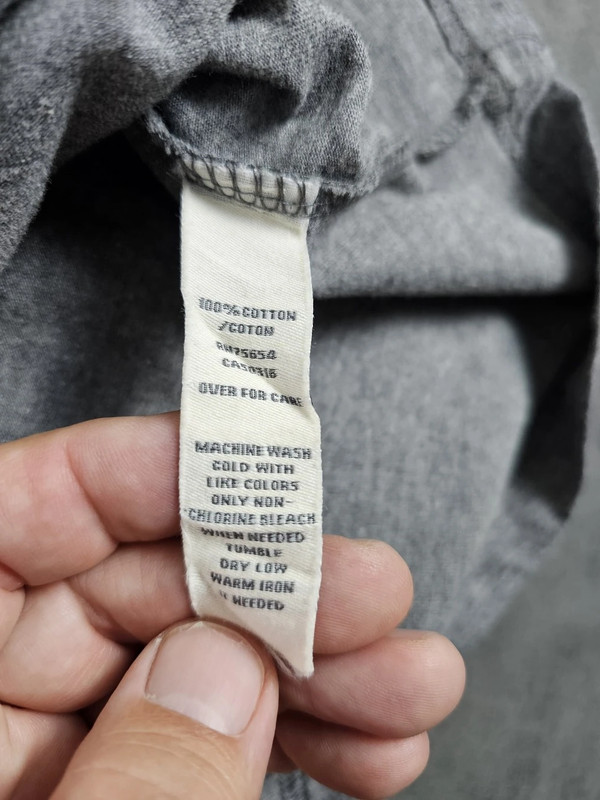 100% COTTON
/COTON
RN75654
CA50316
OVER FOR CARE
MACHINE WASH
COLD WITH
LIKE COLORS
ONLY NON-
CHLORINE BLEACH
WHEN NEEDED
TUMBLE
DRY LOW
WARM IRON
IF NEEDED